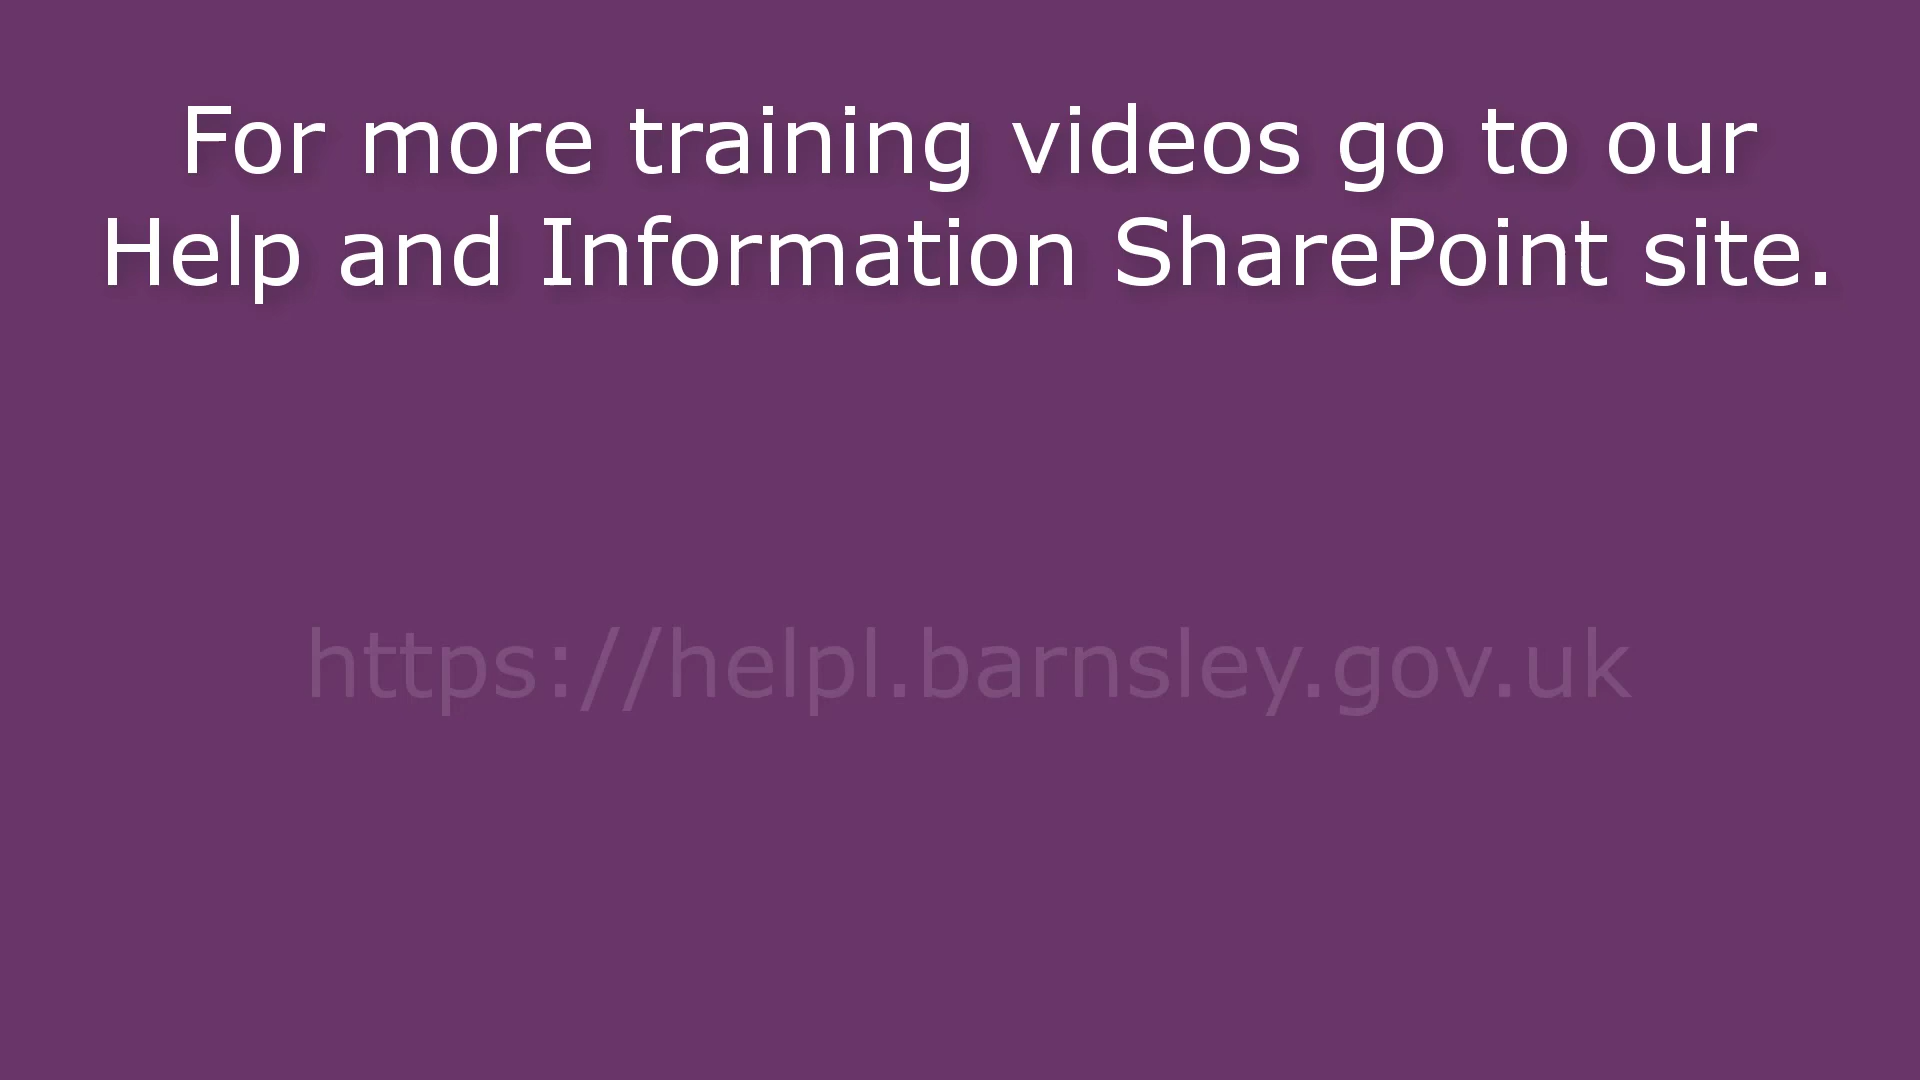 For more training videos go to our
Help and Information SharePoint site.
https://helpl.barnsley.gov.uk